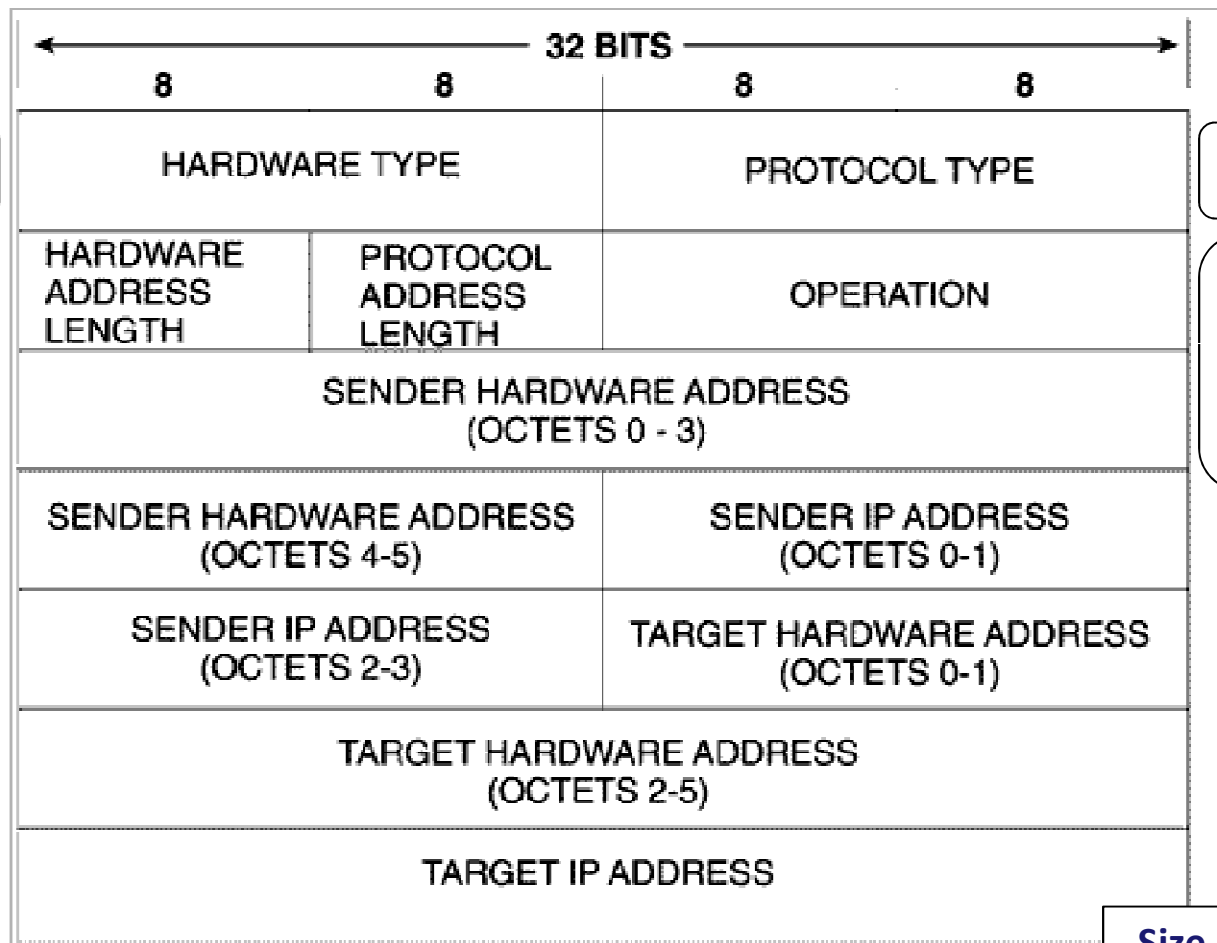 32 BITS
8 8 8 8
HARDWARE TYPE
PROTOCOL TYPE
HARDWARE
ADDRESS
LENGTH
PROTOCOL
ADDRESS
LENGTH
OPERATION
SENDER HARDWARE ADDRESS
(OCTETS 0 - 3)
SENDER HARDWARE ADDRESS
(OCTETS 4-5)
SENDER IP ADDRESS
(OCTETS 0-1)
SENDER IP ADDRESS
(OCTETS 2-3)
TARGET HARDWARE ADDRESS
(OCTETS 0-1)
TARGET HARDWARE ADDRESS
(OCTETS 2-5)
TARGET IP ADDRESS
Size